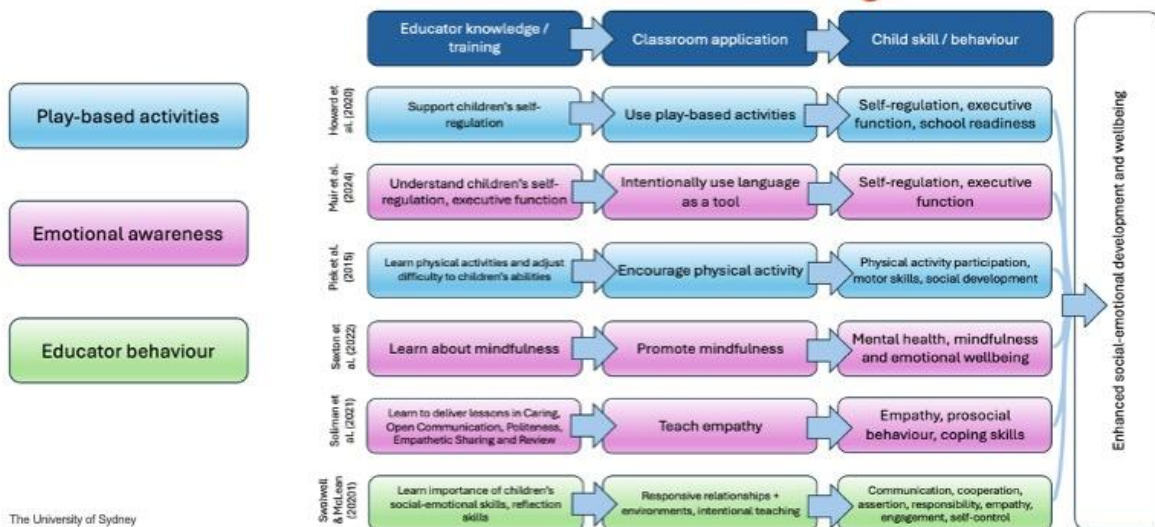 Educator knowledge /
training
Classroom application
Child skill / behaviour
Play-based activities
Emotional awareness
Educator behaviour
Howard et
al. (2020)
Support children's self-
regulation
Use play-based activities
Self-regulation, executive
function, school readiness
Muir et al.
(2024)
Understand children's self-
regulation, executive function
Intentionally use language
as a tool
Self-regulation, executive
function
Piek et al.
(2015)
Learn physical activities and adjust
difficulty to children's abilities
Encourage physical activity
Physical activity participation,
motor skills, social development
Sexton et
al. (2022)
Learn about mindfulness
Promote mindfulness
Mental health, mindfulness
and emotional wellbeing
Soliman et
al. (2021)
Learn to deliver lessons in Caring,
Open Communication, Politeness,
Empathetic Sharing and Review
Teach empathy
Empathy, prosocial
behaviour, coping skills
Swalwell
& McLean
(20201)
Learn importance of children's
social-emotional skills, reflection
skills
Responsive relationships +
environments, intentional teaching
Communication, cooperation,
assertion, responsibility, empathy,
engagement, self-control
Enhanced social-emotional development and wellbeing
The University of Sydney